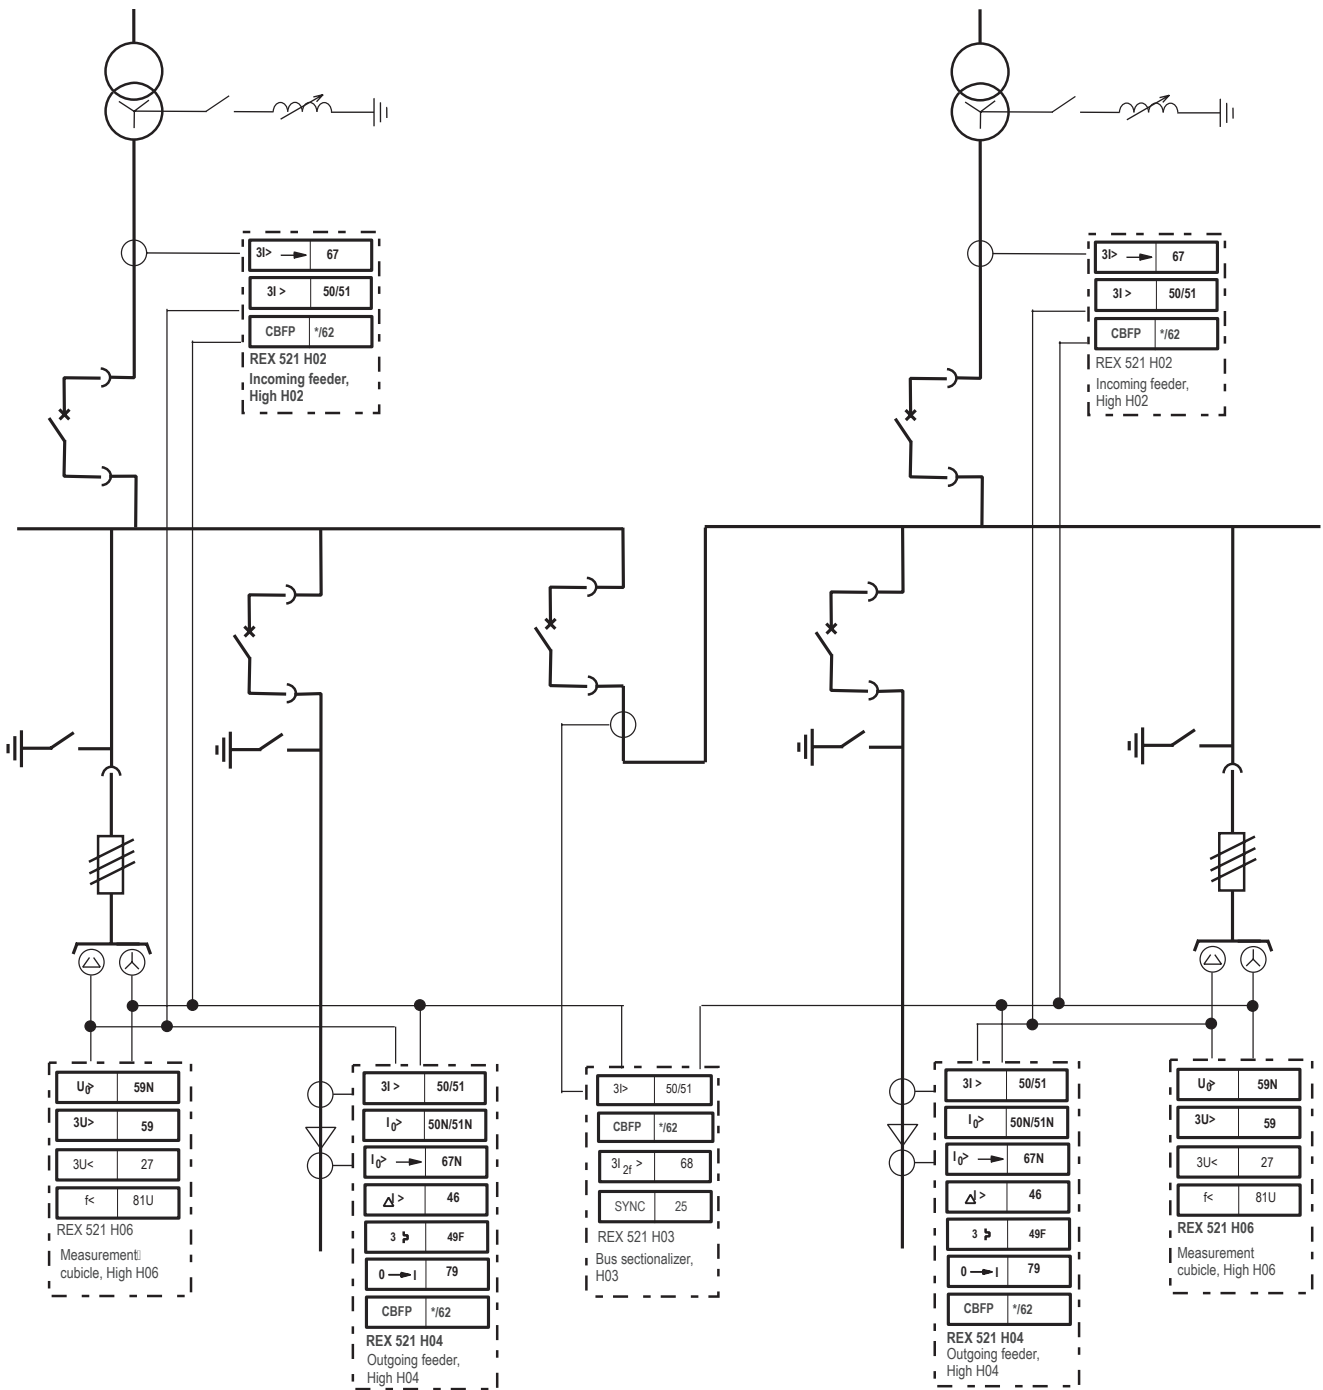 3I> 67
3I > 50/51
CBFP */62
REX 521 H02
Incoming feeder,
High H02
3I> 67
3I > 50/51
CBFP */62
REX 521 H02
Incoming feeder,
High H02
U0> 59N
3U> 59
3U< 27
f< 81U
REX 521 H06
Measurement
cubicle, High H06
3I > 50/51
I0> 50N/51N
I0> 67N
ΔI > 46
3 49F
0 I 79
CBFP */62
REX 521 H04
Outgoing feeder,
High H04
3I> 50/51
CBFP */62
3I 2f > 68
SYNC 25
REX 521 H03
Bus sectionalizer,
H03
3I > 50/51
I0> 50N/51N
I0> 67N
ΔI > 46
3 49F
0 I 79
CBFP */62
REX 521 H04
Outgoing feeder,
High H04
U0> 59N
3U> 59
3U< 27
f< 81U
REX 521 H06
Measurement
cubicle, High H06